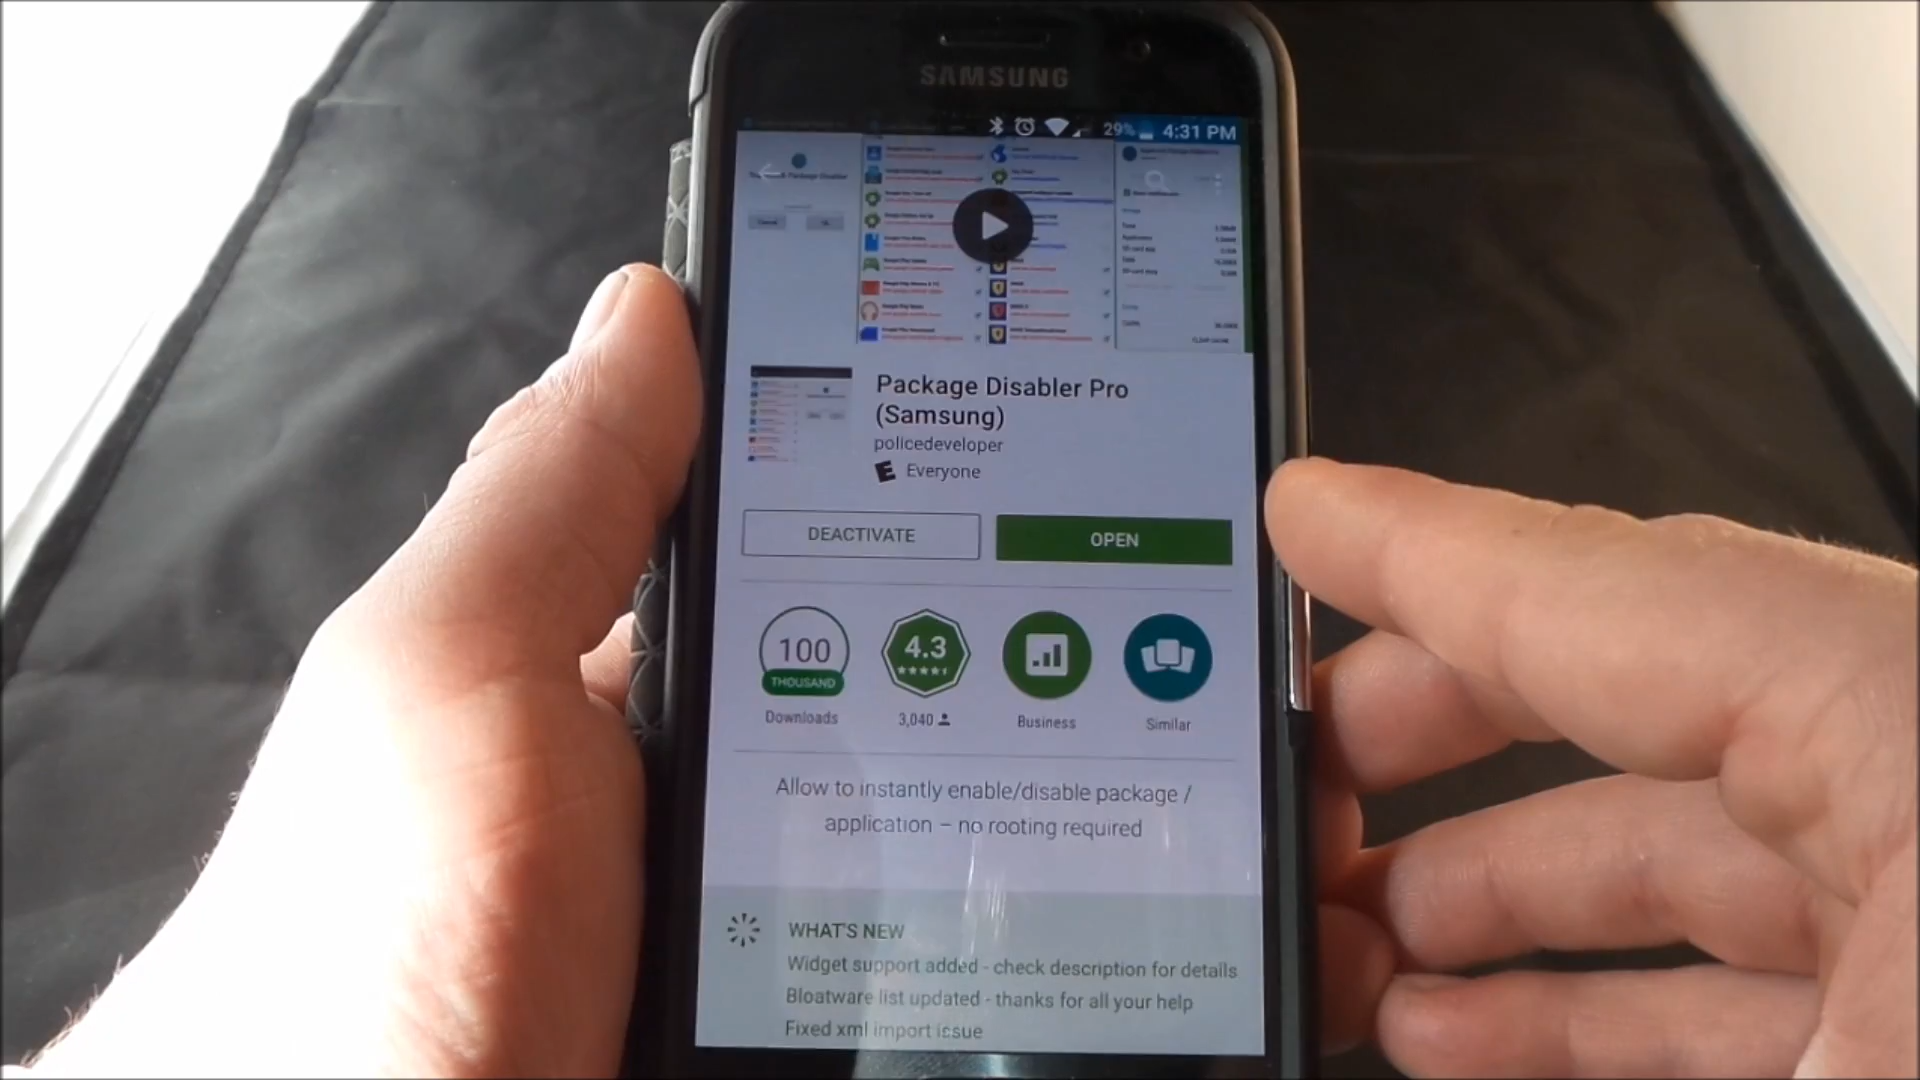 SAMSUNG
29% 4:31 PM
Package Disabler Pro
(Samsung)
policedeveloper
E Everyone
DEACTIVATE
OPEN
100
THOUSAND
Downloads
4.3
3,040
Business
Similar
Allow to instantly enable/disable package /
application – no rooting required
WHAT'S NEW
Widget support added - check description for details
Bloatware list updated - thanks for all your help
Fixed xml import issue